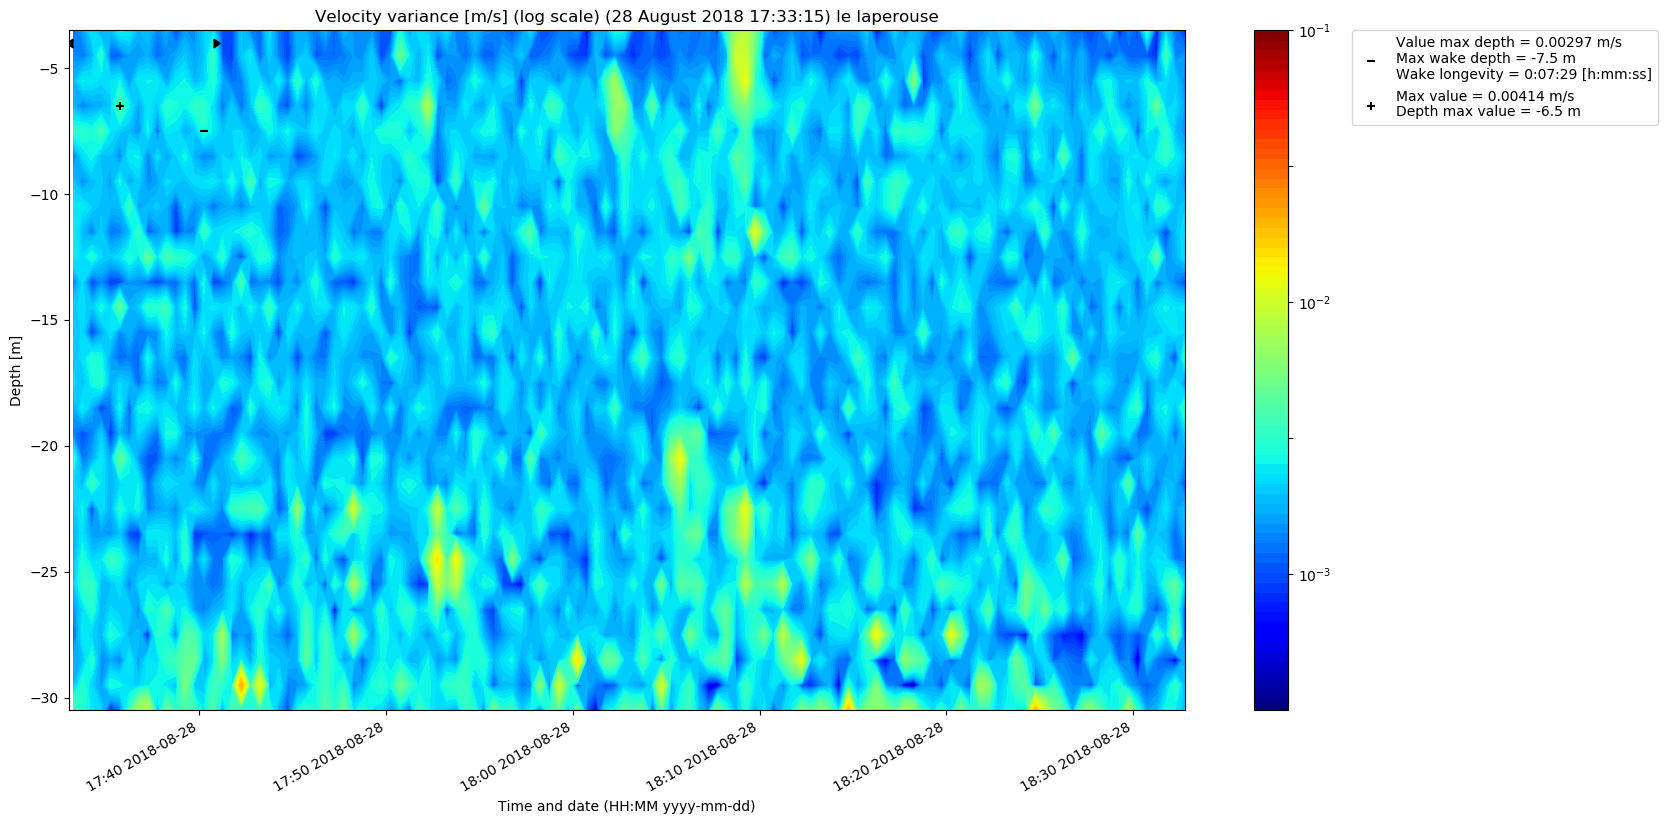 Velocity variance [m/s] (log scale) (28 August 2018 17:33:15) le laperouse
Depth [m]
−5
−10
−15
−20
−25
−30
17:40 2018-08-28
17:50 2018-08-28
18:00 2018-08-28
18:10 2018-08-28
18:20 2018-08-28
18:30 2018-08-28
Time and date (HH:MM yyyy-mm-dd)
10⁻¹
10⁻²
10⁻³
Value max depth = 0.00297 m/s
Max wake depth = -7.5 m
Wake longevity = 0:07:29 [h:mm:ss]
Max value = 0.00414 m/s
Depth max value = -6.5 m